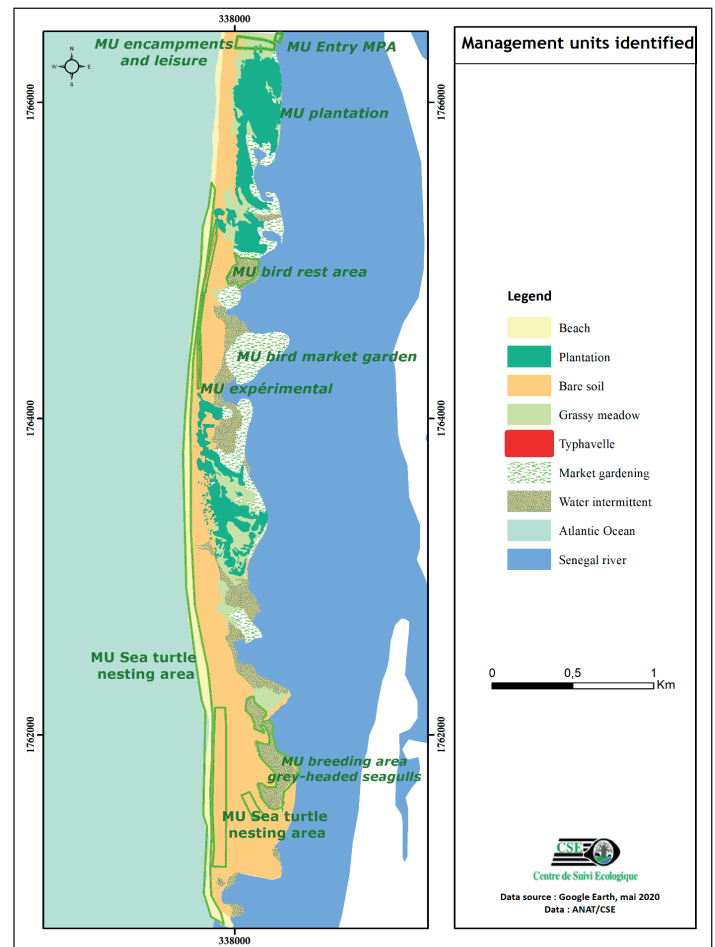 338000
MU encampments
and leisure
MU Entry MPA
N
W
E
S
1766000
1766000
MU plantation
MU bird rest area
MU bird market garden
MU expérimental
1764000
1764000
MU Sea turtle
nesting area
1762000
1762000
MU breeding area
grey-headed seagulls
MU Sea turtle
nesting area
338000
Management units identified
Legend
Beach
Plantation
Bare soil
Grassy meadow
Typhavelle
Market gardening
Water intermittent
Atlantic Ocean
Senegal river
0 0,5 1
Km
CSE
Centre de Suivi Ecologique
Data source : Google Earth, mai 2020
Data : ANAT/CSE